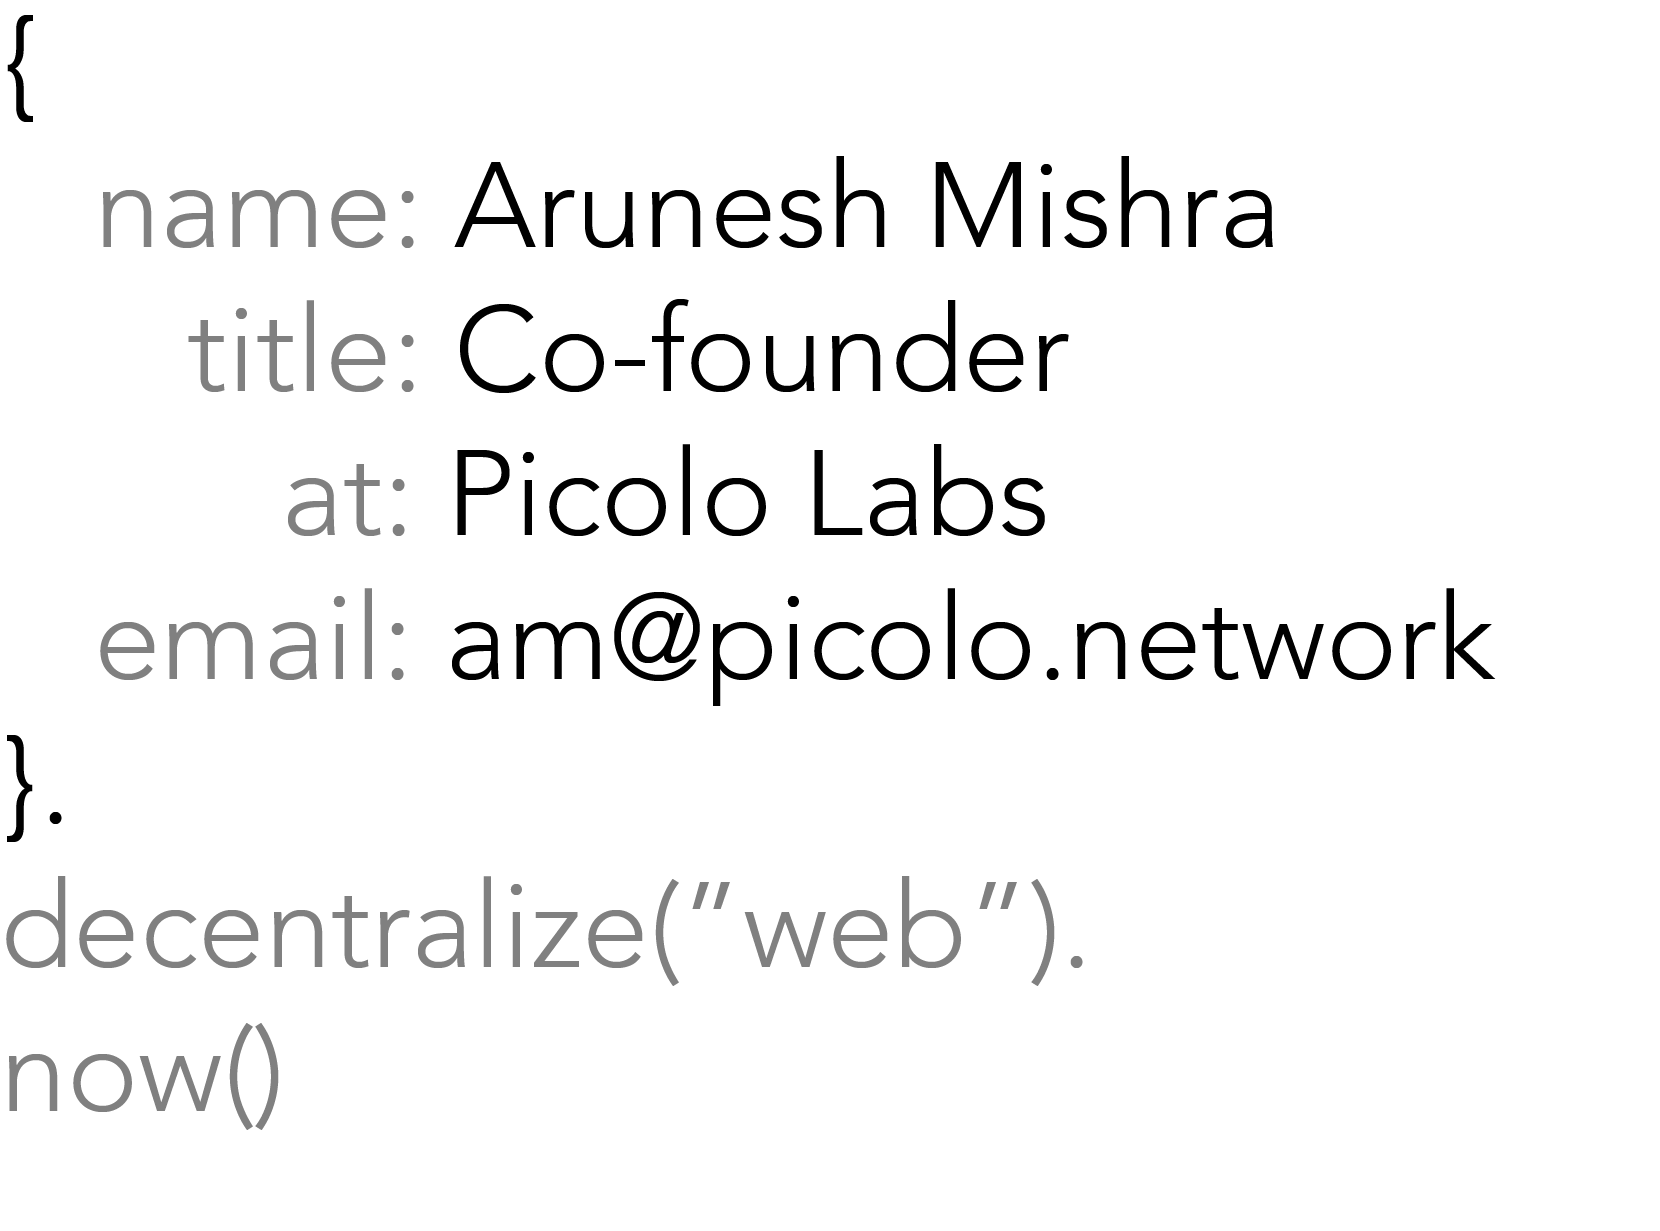 {
name: Arunesh Mishra
title: Co-founder
at: Picolo Labs
email: am@picolo.network
}.
decentralize(″web″).
now()